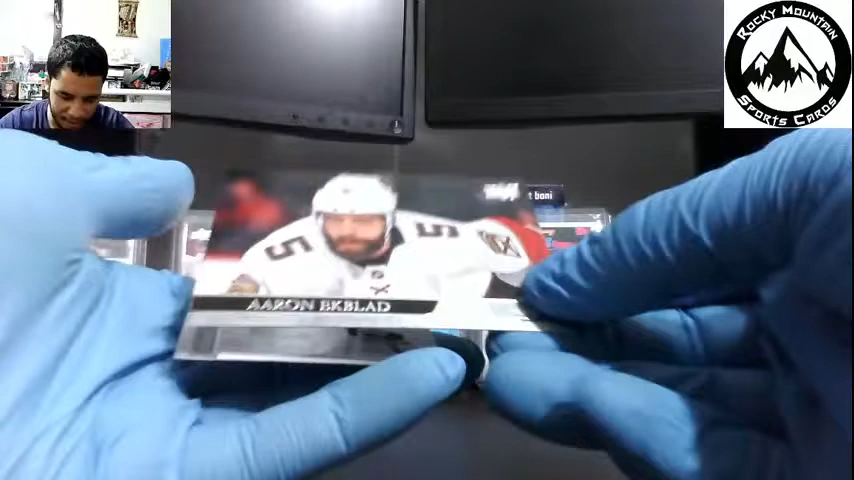 ROCKY MOUNTAIN
SPORTS CARDS
5
5
AARON EKBLAD